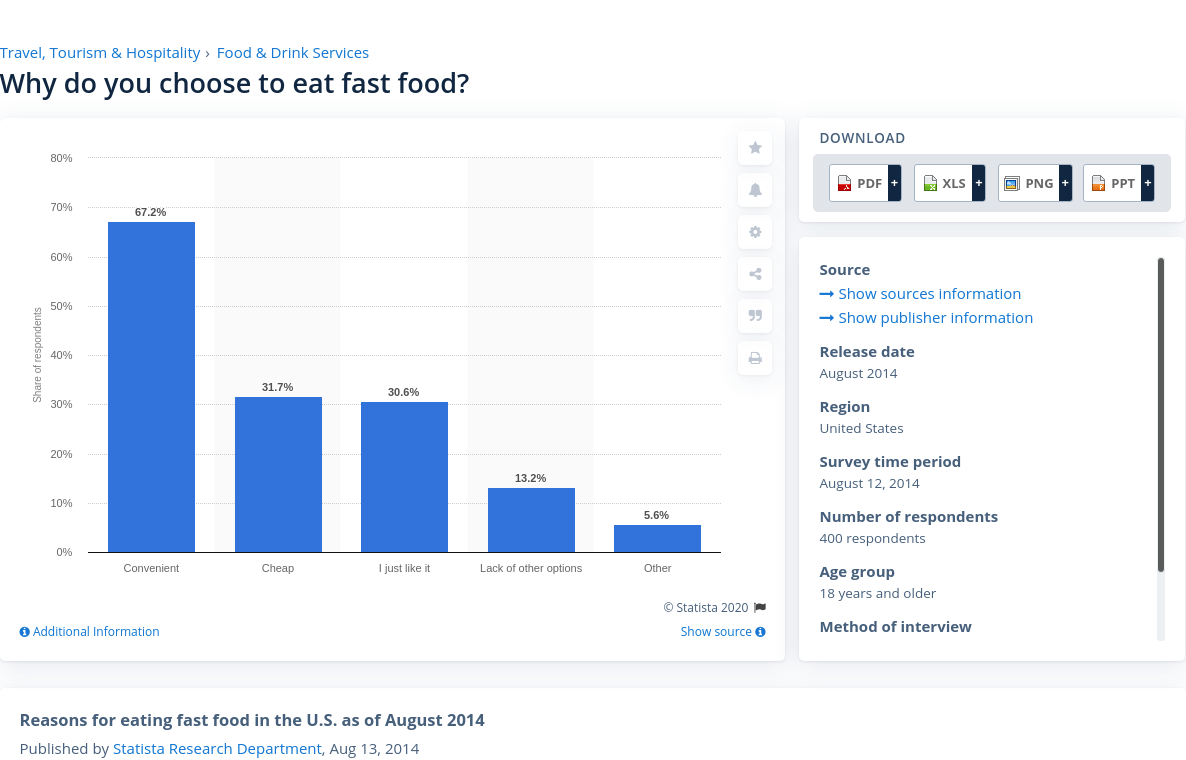 Travel, Tourism & Hospitality › Food & Drink Services
Why do you choose to eat fast food?
Share of respondents
80%
70%
60%
50%
40%
30%
20%
10%
0%
67.2%
31.7%
30.6%
13.2%
5.6%
Convenient Cheap I just like it Lack of other options Other
© Statista 2020
Additional Information Show source
DOWNLOAD
PDF + XLS + PNG + PPT +
Source
Show sources information
Show publisher information
Release date
August 2014
Region
United States
Survey time period
August 12, 2014
Number of respondents
400 respondents
Age group
18 years and older
Method of interview
Reasons for eating fast food in the U.S. as of August 2014
Published by Statista Research Department, Aug 13, 2014